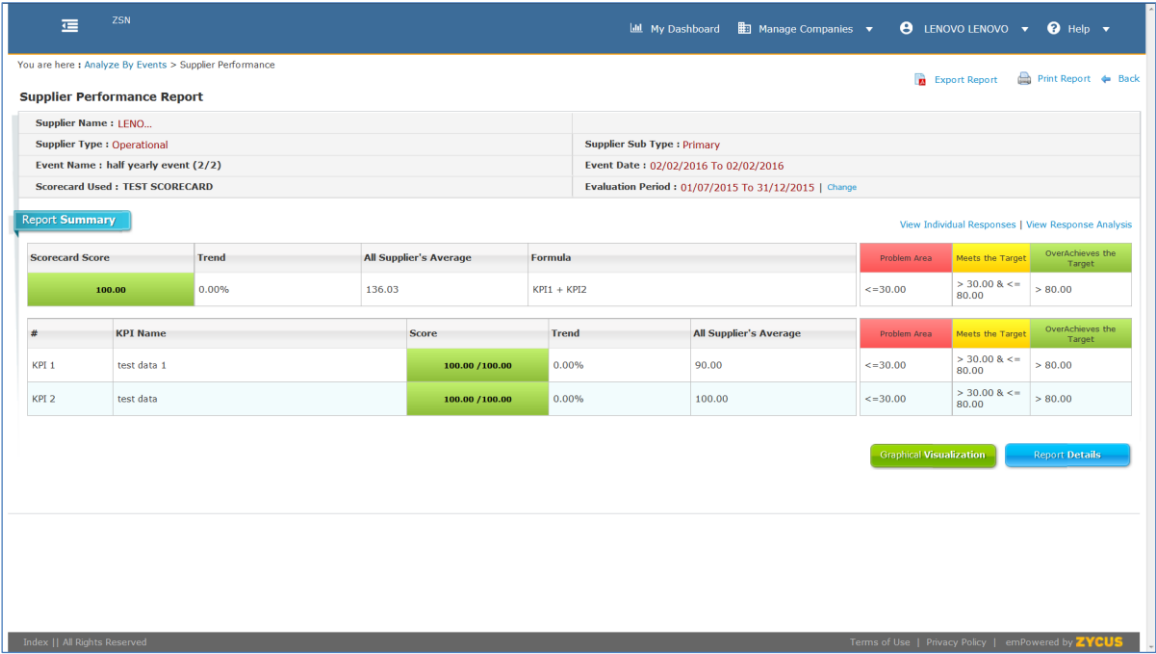 ZSN
My Dashboard Manage Companies LENOVO LENOVO Help
You are here : Analyze By Events > Supplier Performance
Export Report Print Report Back
Supplier Performance Report
Supplier Name : LENO...
Supplier Type : Operational Supplier Sub Type : Primary
Event Name : half yearly event (2/2) Event Date : 02/02/2016 To 02/02/2016
Scorecard Used : TEST SCORECARD Evaluation Period : 01/07/2015 To 31/12/2015 | Change
Report Summary
View Individual Responses | View Response Analysis
Scorecard Score Trend All Supplier's Average Formula Problem Area Meets the Target OverAchieves the
Target
100.00 0.00% 136.03 KPI1 + KPI2 <=30.00 > 30.00 & <=
80.00 > 80.00
# KPI Name Score Trend All Supplier's Average Problem Area Meets the Target OverAchieves the
Target
KPI 1 test data 1 100.00 /100.00 0.00% 90.00 <=30.00 > 30.00 & <=
80.00 > 80.00
KPI 2 test data 100.00 /100.00 0.00% 100.00 <=30.00 > 30.00 & <=
80.00 > 80.00
Graphical Visualization Report Details
Index || All Rights Reserved Terms of Use | Privacy Policy | emPowered by ZYCUS